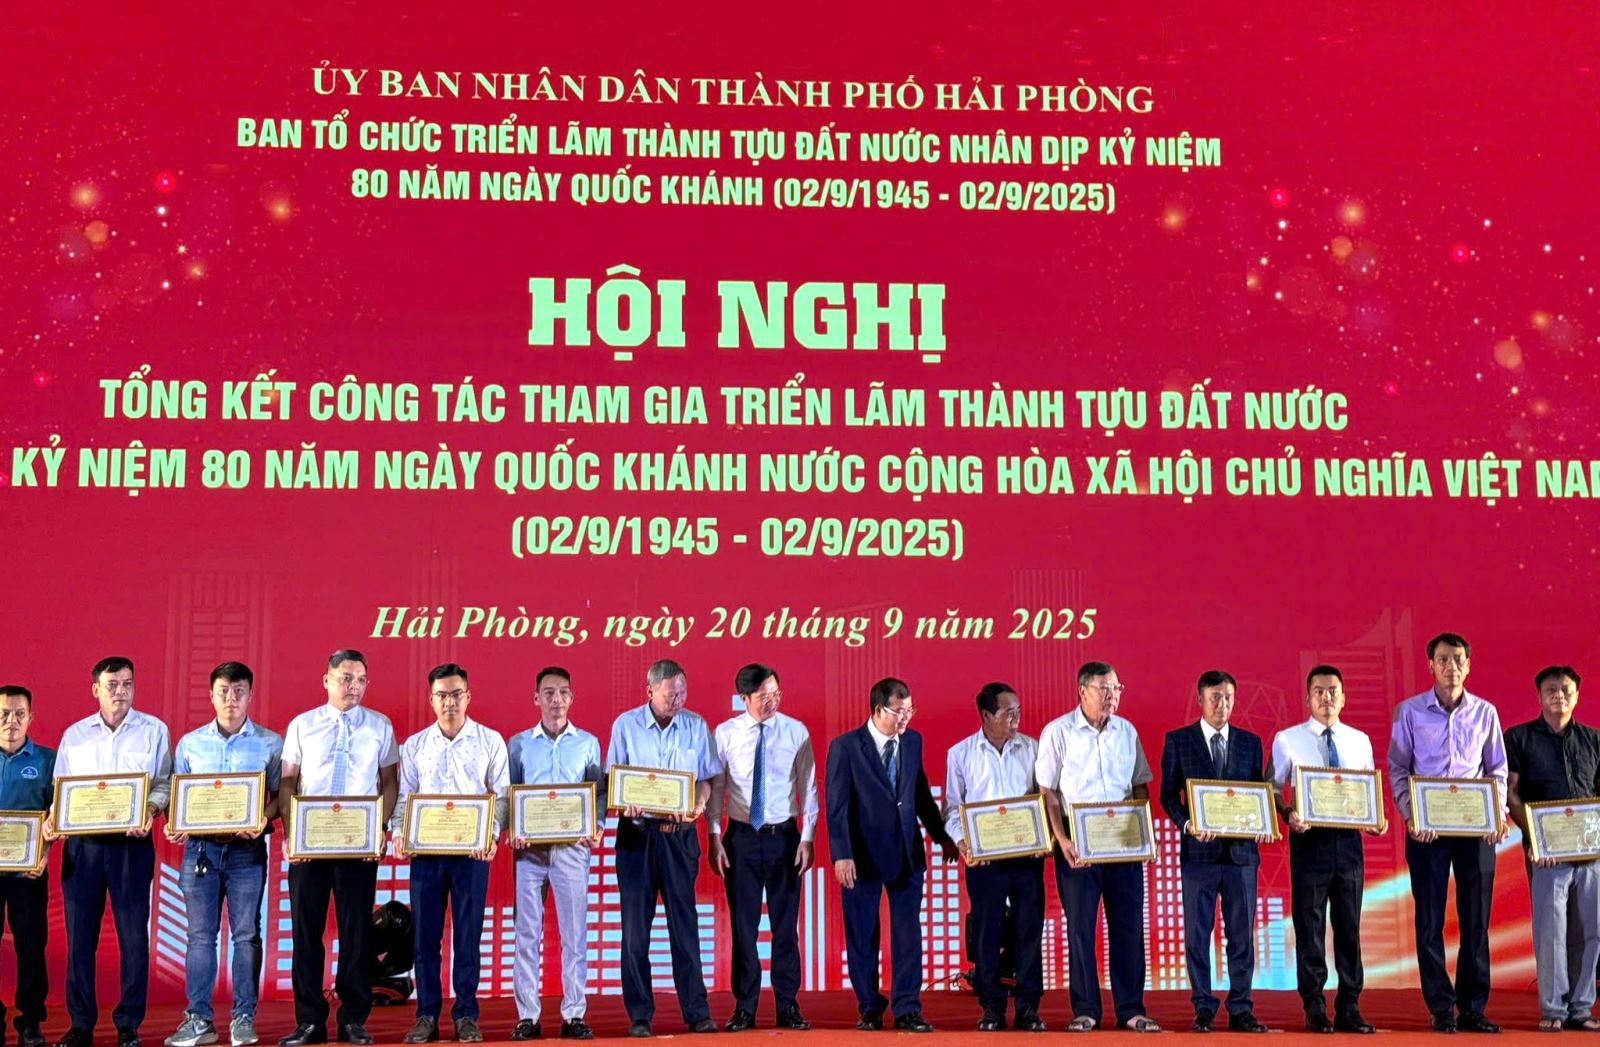 ỦY BAN NHÂN DÂN THÀNH PHỐ HẢI PHÒNG
BAN TỔ CHỨC TRIỂN LÃM THÀNH TỰU ĐẤT NƯỚC NHÂN DỊP KỶ NIỆM
80 NĂM NGÀY QUỐC KHÁNH (02/9/1945 - 02/9/2025)
HỘI NGHỊ
TỔNG KẾT CÔNG TÁC THAM GIA TRIỂN LÃM THÀNH TỰU ĐẤT NƯỚC
KỶ NIỆM 80 NĂM NGÀY QUỐC KHÁNH NƯỚC CỘNG HÒA XÃ HỘI CHỦ NGHĨA VIỆT
(02/9/1945 - 02/9/2025)
Hải Phòng, ngày 20 tháng 9 năm 2025